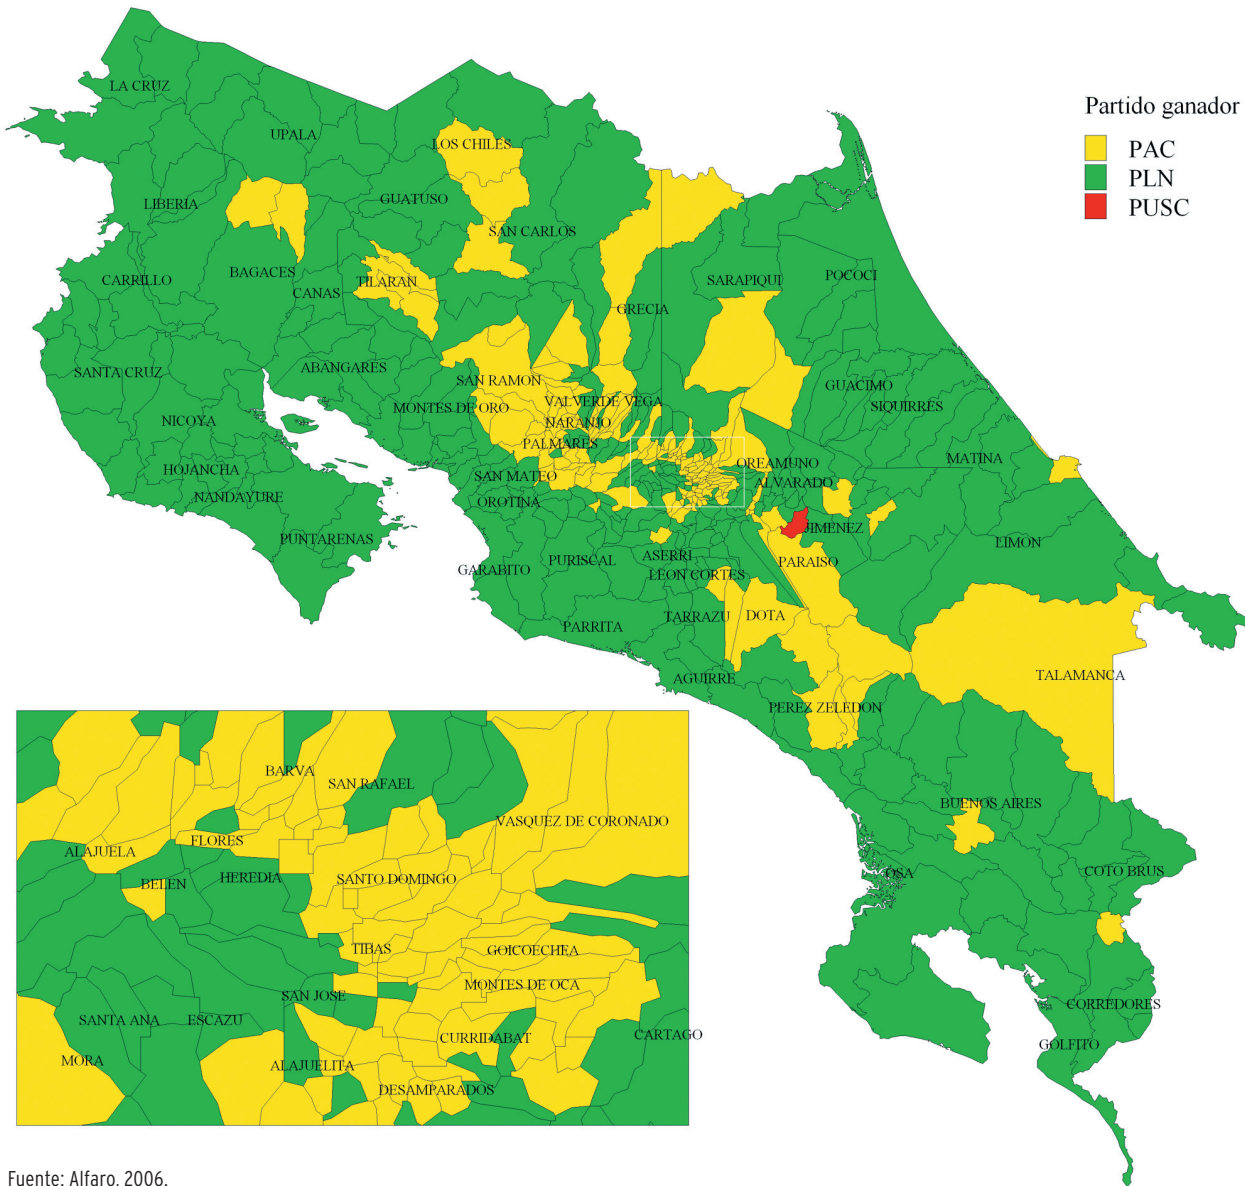 LA CRUZ
Partido ganador
PAC
PLN
PUSC
UPALA
LOS CHILES
LIBERIA
GUATUSO
SAN CARLOS
CARRILLO
BAGACES
CANAS
TILARAN
SARAPIQUI
POCOCI
GRECIA
SANTA CRUZ
ABANGARES
SAN RAMON
GUACIMO
NICOYA
MONTES DE ORO
VALVERDE VEGA
SIQUIRRES
NARANJO
PALMARES
HOJANCHA
SAN MATEO
OREAMUNO
MATINA
ALVARADO
NANDAYURE
OROTINA
PUNTARENAS
JIMENEZ
LIMON
GARABITO
PURISCAL
ASERRI
PARAISO
LEON CORTES
PARRITA
TARRAZU
DOTA
AGUIRRE
TALAMANCA
PEREZ ZELEDON
BUENOS AIRES
OSA
COTO BRUS
CORREDORES
GOLFITO
BARVA
SAN RAFAEL
VASQUEZ DE CORONADO
FLORES
ALAJUELA
BELEN
HEREDIA
SANTO DOMINGO
TIBAS
GOICOECHEA
MONTES DE OCA
SAN JOSE
SANTA ANA
ESCAZU
CURRIDABAT
CARTAGO
MORA
ALAJUELITA
DESAMPARADOS
Fuente: Alfaro, 2006.